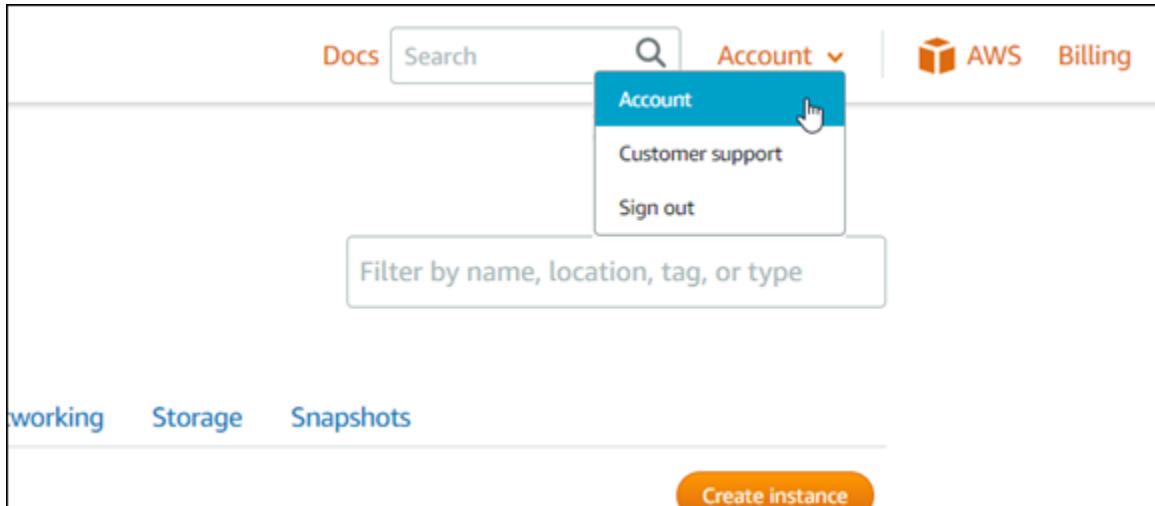 Docs Search Account AWS Billing
Account
Customer support
Sign out
Filter by name, location, tag, or type
tworking Storage Snapshots
Create instance